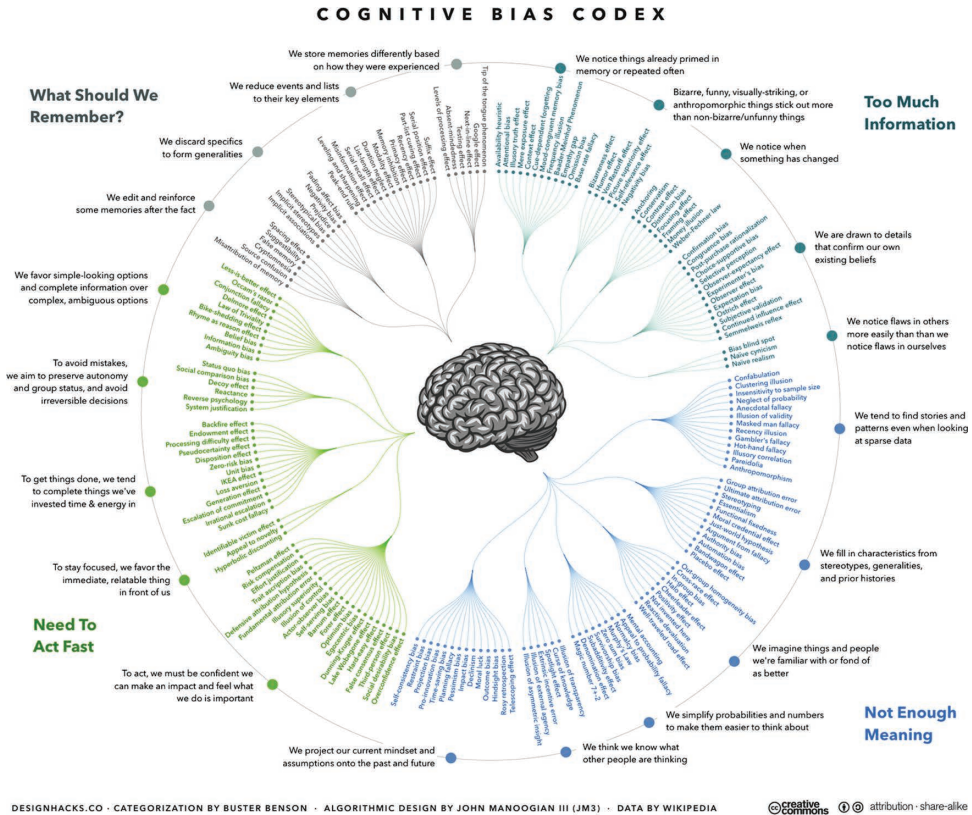 COGNITIVE BIAS CODEX
What Should We
Remember?
We store memories differently based
on how they were experienced
We reduce events and lists
to their key elements
We discard specifics
to form generalities
We edit and reinforce
some memories after the fact
Tip of the tongue phenomenon
Google effect
Next-in-line effect
Testing effect
Absent-mindedness
Levels of processing effect
Suffix effect
Serial position effect
Part-list cueing effect
Recency effect
Primacy effect
Memory inhibition
Modality effect
Duration neglect
List-length effect
Serial recall effect
Misinformation effect
Leveling and sharpening
Peak-end rule
Fading affect bias
Negativity bias
Prejudice
Stereotypical bias
Implicit stereotypes
Implicit associations
Spacing effect
Suggestibility
False memory
Cryptomnesia
Source confusion
Misattribution of memory
Too Much
Information
We notice things already primed in
memory or repeated often
Bizarre, funny, visually-striking, or
anthropomorphic things stick out more
than non-bizarre/unfunny things
We notice when
something has changed
We are drawn to details
that confirm our own
existing beliefs
We notice flaws in others
more easily than than we
notice flaws in ourselves
Availability heuristic
Attentional bias
Illusory truth effect
Mere exposure effect
Context effect
Cue-dependent forgetting
Mood-congruent memory bias
Frequency illusion
Baader-Meinhof Phenomenon
Empathy gap
Omission bias
Base rate fallacy
Bizarreness effect
Humor effect
Von Restorff effect
Picture superiority effect
Self-relevance effect
Negativity bias
Anchoring
Conservatism
Contrast effect
Distinction bias
Focusing effect
Framing effect
Money illusion
Weber-Fechner law
Confirmation bias
Congruence bias
Post-purchase rationalization
Choice-supportive bias
Selective perception
Observer-expectancy effect
Experimenter's bias
Observer effect
Expectation bias
Ostrich effect
Subjective validation
Continued influence effect
Semmelweis reflex
Bias blind spot
Naïve cynicism
Naïve realism
We tend to find stories and
patterns even when looking
at sparse data
We fill in characteristics from
stereotypes, generalities,
and prior histories
We imagine things and people
we're familiar with or fond of
as better
We simplify probabilities and numbers
to make them easier to think about
We think we know what
other people are thinking
We project our current mindset and
assumptions onto the past and future
Not Enough
Meaning
Confabulation
Clustering illusion
Insensitivity to sample size
Neglect of probability
Anecdotal fallacy
Illusion of validity
Masked man fallacy
Recency illusion
Gambler's fallacy
Hot-hand fallacy
Illusory correlation
Pareidolia
Anthropomorphism
Group attribution error
Ultimate attribution error
Stereotyping
Essentialism
Functional fixedness
Moral credential effect
Just-world hypothesis
Argument from fallacy
Authority bias
Automation bias
Bandwagon effect
Placebo effect
Out-group homogeneity bias
Cross-race effect
In-group bias
Halo effect
Cheerleader effect
Positivity effect
Not invented here
Reactive devaluation
Well-traveled road effect
Mental accounting
Appeal to probability fallacy
Normalcy bias
Murphy's Law
Zero sum bias
Survivorship bias
Subadditivity effect
Denomination effect
Magic number 7+-2
Illusion of transparency
Curse of knowledge
Spotlight effect
Extrinsic incentive error
Illusion of external agency
Illusion of asymmetric insight
Telescoping effect
Rosy retrospection
Hindsight bias
Outcome bias
Moral luck
Declinism
Impact bias
Pessimism bias
Planning fallacy
Time-saving bias
Pro-innovation bias
Projection bias
Restraint bias
Self-consistency bias
We favor simple-looking options
and complete information over
complex, ambiguous options
To avoid mistakes,
we aim to preserve autonomy
and group status, and avoid
irreversible decisions
To get things done, we tend
to complete things we've
invested time & energy in
To stay focused, we favor the
immediate, relatable thing
in front of us
To act, we must be confident we
can make an impact and feel what
we do is important
Need To
Act Fast
Less-is-better effect
Occam's razor
Conjunction fallacy
Delmore effect
Law of Triviality
Bike-shedding effect
Rhyme as reason effect
Belief bias
Information bias
Ambiguity bias
Status quo bias
Social comparison bias
Decoy effect
Reactance
Reverse psychology
System justification
Backfire effect
Endowment effect
Processing difficulty effect
Pseudocertainty effect
Disposition effect
Zero-risk bias
Unit bias
IKEA effect
Loss aversion
Generation effect
Escalation of commitment
Irrational escalation
Sunk cost fallacy
Identifiable victim effect
Appeal to novelty
Hyperbolic discounting
Peltzman effect
Risk compensation
Effort justification
Trait ascription bias
Defensive attribution hypothesis
Fundamental attribution error
Illusory superiority
Illusion of control
Actor-observer bias
Self-serving bias
Barnum effect
Forer effect
Optimism bias
Egocentric bias
Dunning-Kruger effect
Lake Wobegone effect
Hard-easy effect
False consensus effect
Third-person effect
Social desirability bias
Overconfidence effect
DESIGNHACKS.CO · CATEGORIZATION BY BUSTER BENSON · ALGORITHMIC DESIGN BY JOHN MANOOGIAN III (JM3) · DATA BY WIKIPEDIA
cc creative commons
attribution · share-alike